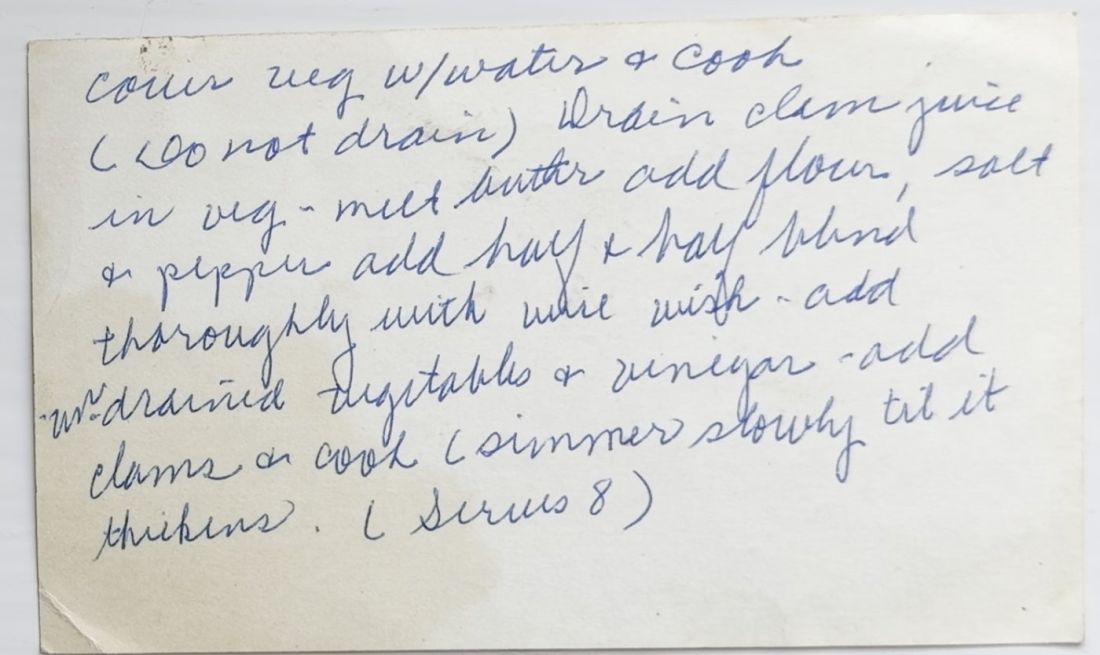 cover veg w/water & cook
(Do not drain) Drain clam juice
in veg - melt butter add flour, salt
& pepper add half & half blend
thoroughly with wire wisk - add
un-drained vegetables & vinegar - add
clams & cook (simmer slowly til it
thickens. (Serves 8)